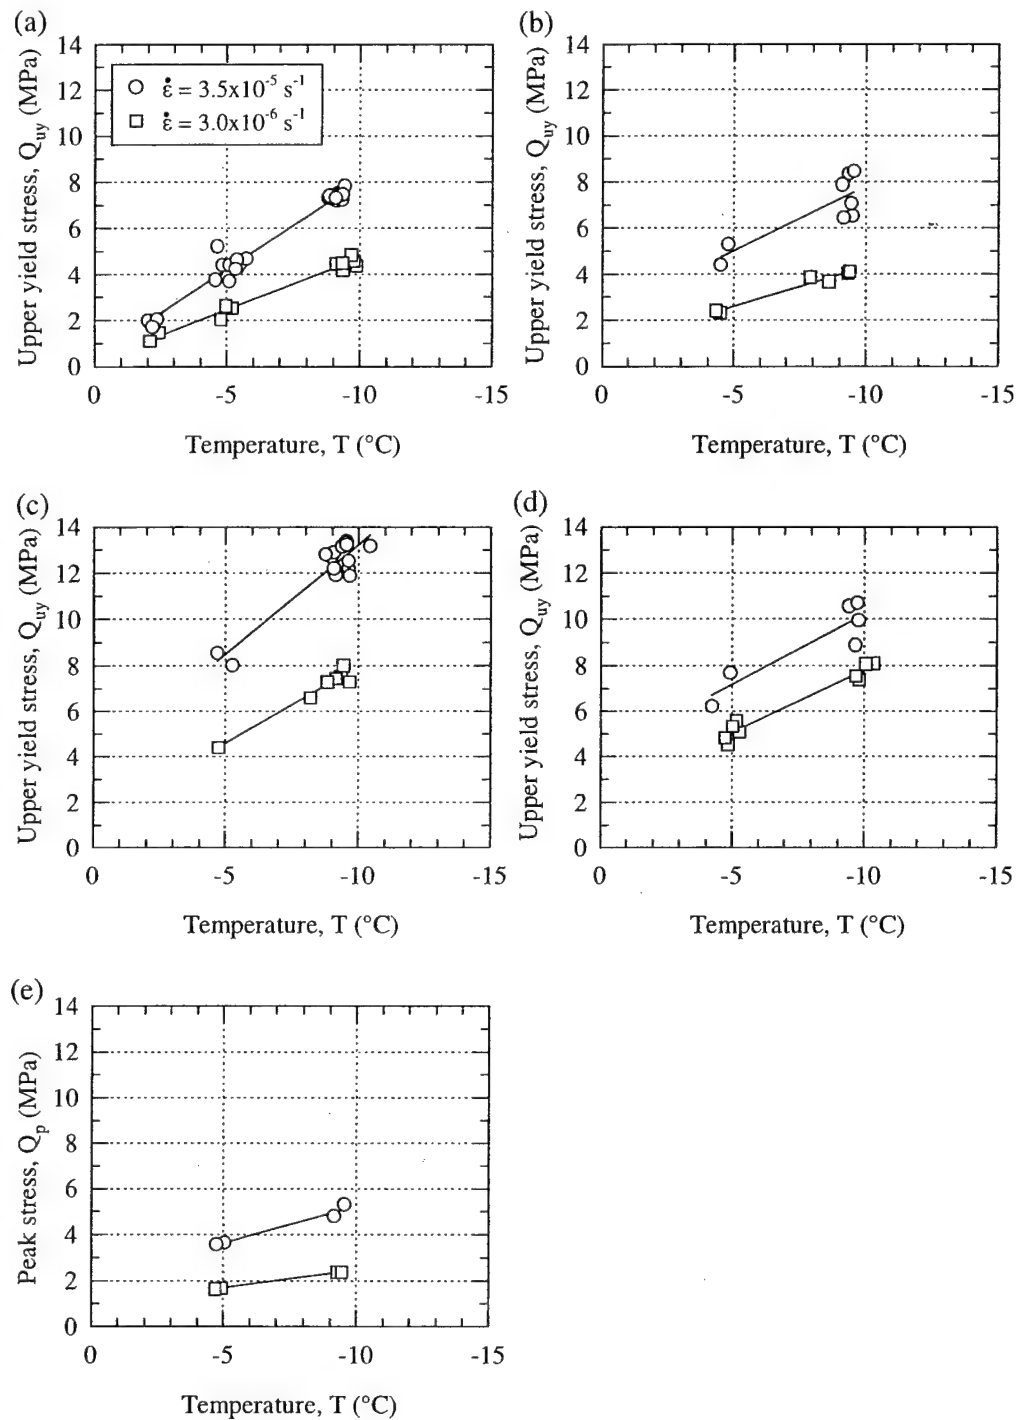 (a)
Upper yield stress, Q_uy (MPa)
14
12
10
8
6
4
2
0
ε̇ = 3.5x10⁻⁵ s⁻¹
ε̇ = 3.0x10⁻⁶ s⁻¹
0 -5 -10 -15
Temperature, T (°C)
(b)
Upper yield stress, Q_uy (MPa)
14
12
10
8
6
4
2
0
0 -5 -10 -15
Temperature, T (°C)
(c)
Upper yield stress, Q_uy (MPa)
14
12
10
8
6
4
2
0
0 -5 -10 -15
Temperature, T (°C)
(d)
Upper yield stress, Q_uy (MPa)
14
12
10
8
6
4
2
0
0 -5 -10 -15
Temperature, T (°C)
(e)
Peak stress, Q_p (MPa)
14
12
10
8
6
4
2
0
0 -5 -10 -15
Temperature, T (°C)